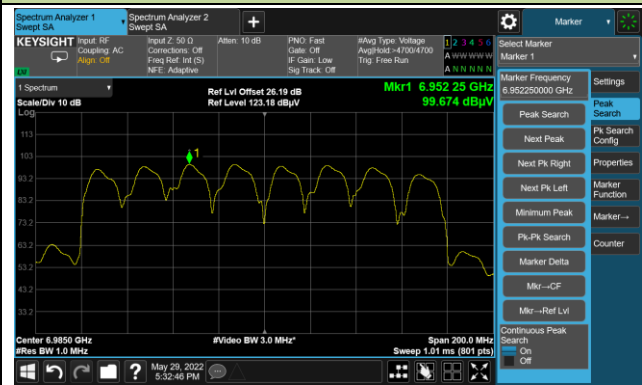 Spectrum Analyzer 1
Swept SA
Spectrum Analyzer 2
Swept SA
+
Marker
KEYSIGHT
Input: RF
Coupling: AC
Align: Off
Input Z: 50 Ω
Corrections: Off
Freq Ref: Int (S)
NFE: Adaptive
Atten: 10 dB
PNO: Fast
Gate: Off
IF Gain: Low
Sig Track: Off
#Avg Type: Voltage
Avg|Hold:>4700/4700
Trig: Free Run
1 2 3 4 5 6
A W W W W W
A N N N N N
Select Marker
Marker 1
1 Spectrum
Scale/Div 10 dB
Log
Ref Lvl Offset 26.19 dB
Ref Level 123.18 dBµV
Mkr1 6.952 25 GHz
99.674 dBµV
113
103
93.2
83.2
73.2
63.2
53.2
43.2
33.2
1
Center 6.9850 GHz
#Res BW 1.0 MHz
#Video BW 3.0 MHz*
Span 200.0 MHz
Sweep 1.01 ms (801 pts)
Marker Frequency
6.952250000 GHz
Peak Search
Next Peak
Next Pk Right
Next Pk Left
Minimum Peak
Pk-Pk Search
Marker Delta
Mkr→CF
Mkr→Ref Lvl
Continuous Peak
Search
On
Off
Settings
Peak
Search
Pk Search
Config
Properties
Marker
Function
Marker→
Counter
?
May 29, 2022
5:32:46 PM